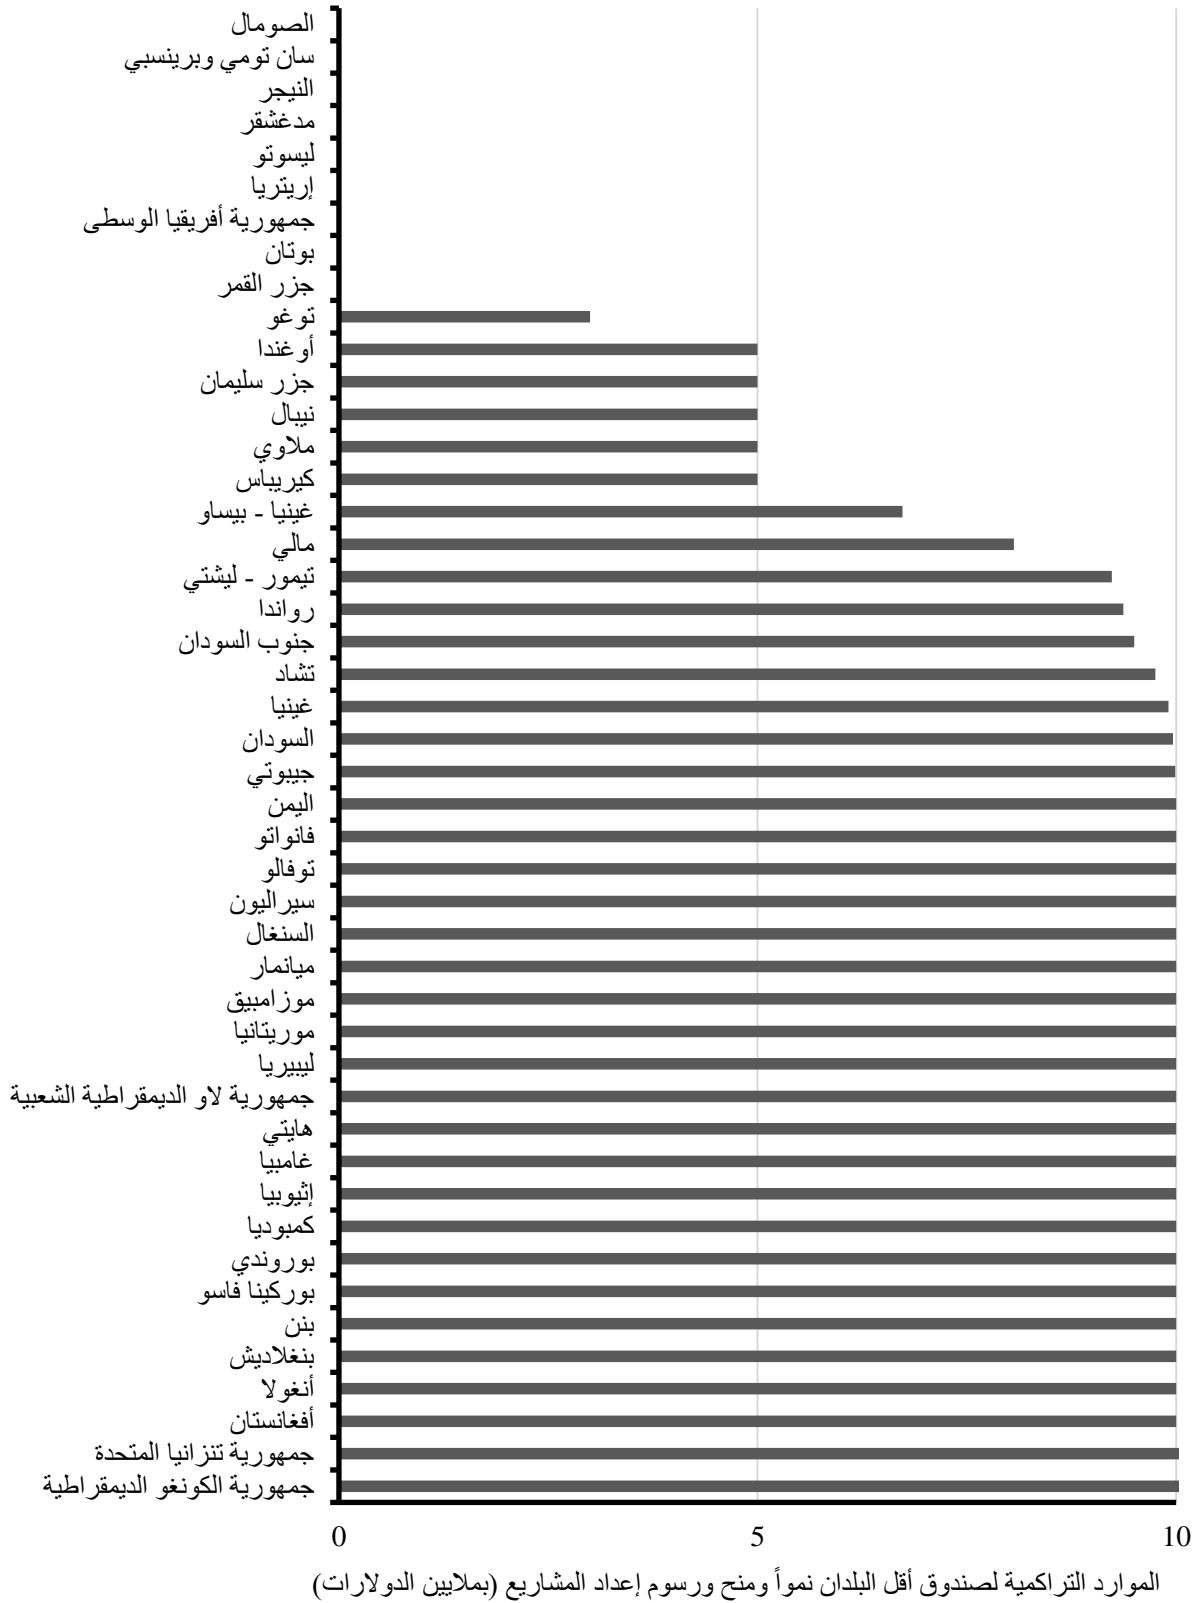 الصومال
سان تومي وبرينسبي
النيجر
مدغشقر
ليسوتو
إريتريا
جمهورية أفريقيا الوسطى
بوتان
جزر القمر
توغو
أوغندا
جزر سليمان
نيبال
ملاوي
كيريباس
غينيا - بيساو
مالي
تيمور - ليشتي
رواندا
جنوب السودان
تشاد
غينيا
السودان
جيبوتي
اليمن
فانواتو
توفالو
سيراليون
السنغال
ميانمار
موزامبيق
موريتانيا
ليبيريا
جمهورية لاو الديمقراطية الشعبية
هايتي
غامبيا
إثيوبيا
كمبوديا
بوروندي
بوركينا فاسو
بنن
بنغلاديش
أنغولا
أفغانستان
جمهورية تنزانيا المتحدة
جمهورية الكونغو الديمقراطية
0 5 10
الموارد التراكمية لصندوق أقل البلدان نمواً ومنح ورسوم إعداد المشاريع (بملايين الدولارات)